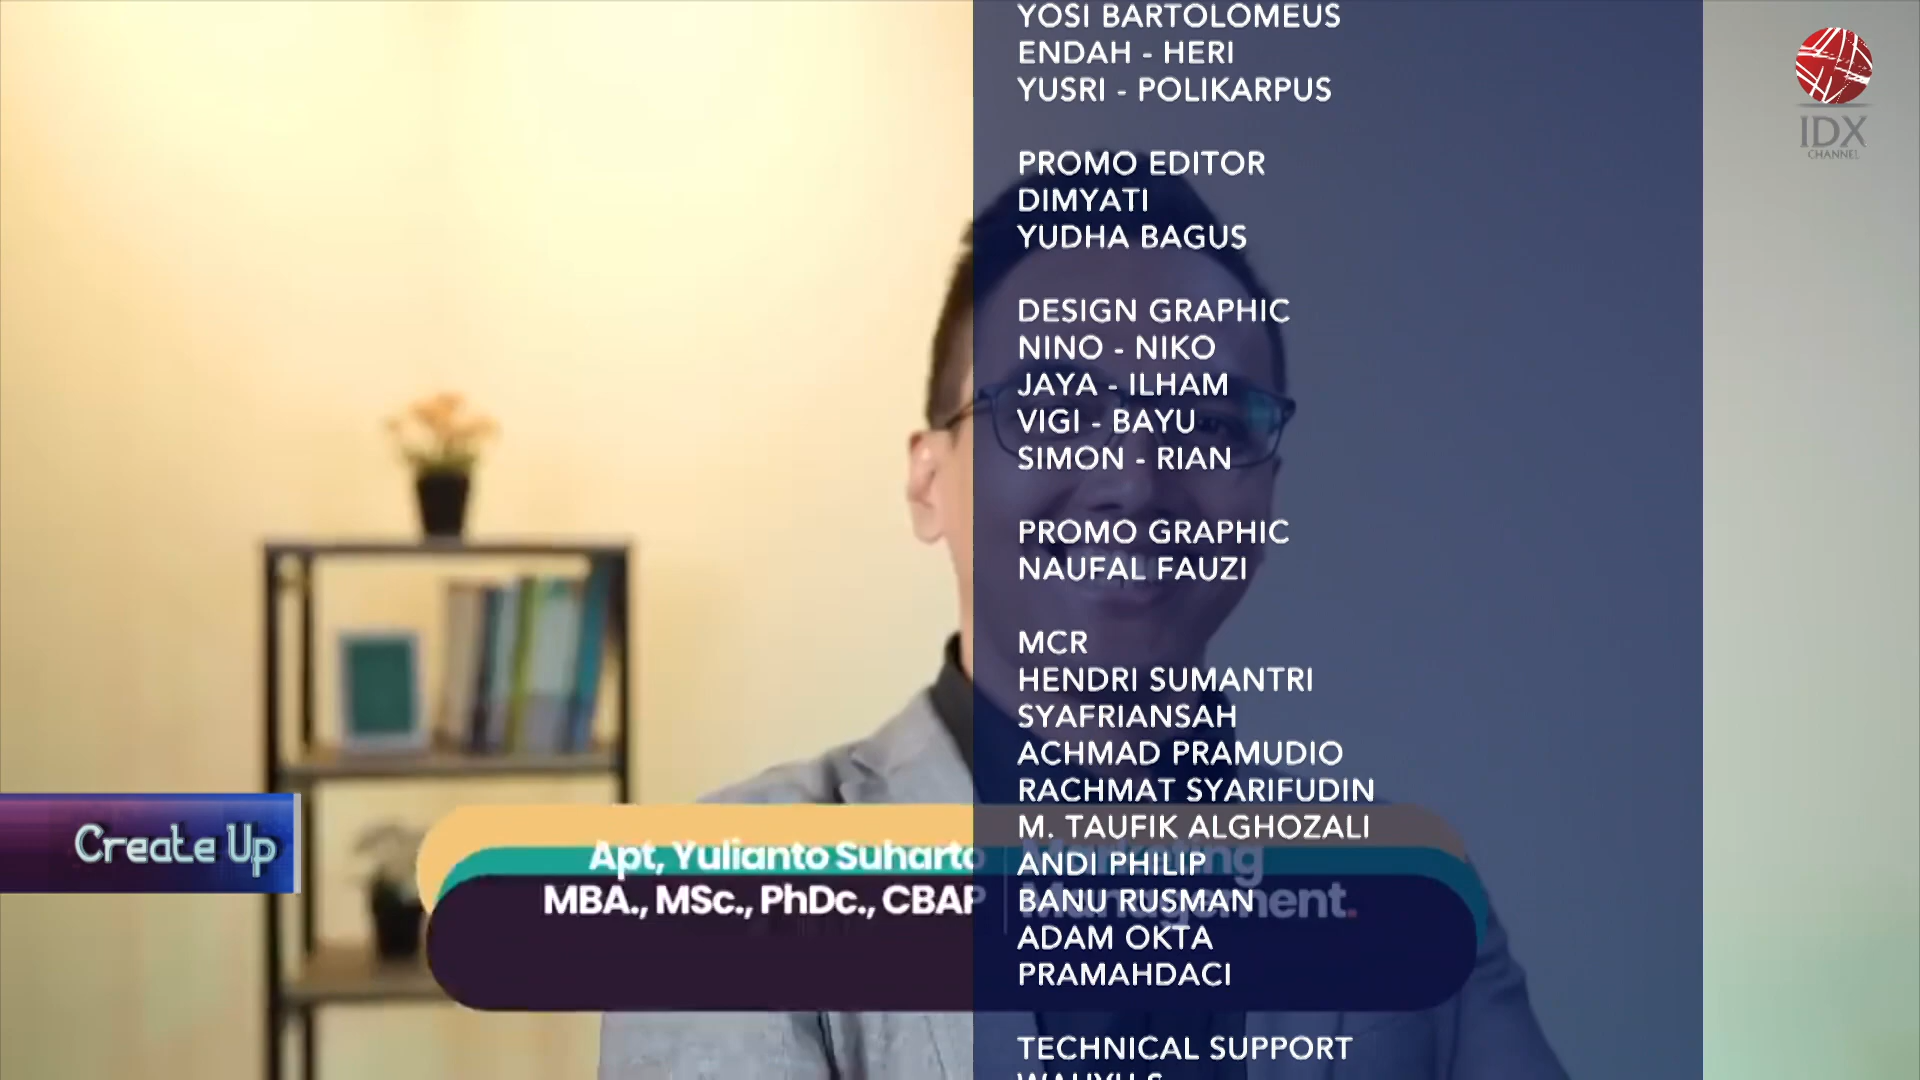 YOSI BARTOLOMEUS
ENDAH - HERI
YUSRI - POLIKARPUS
PROMO EDITOR
DIMYATI
YUDHA BAGUS
DESIGN GRAPHIC
NINO - NIKO
JAYA - ILHAM
VIGI - BAYU
SIMON - RIAN
PROMO GRAPHIC
NAUFAL FAUZI
MCR
HENDRI SUMANTRI
SYAFRIANSAH
ACHMAD PRAMUDIO
RACHMAT SYARIFUDIN
M. TAUFIK ALGHOZALI
ANDI PHILIP
BANU RUSMAN
ADAM OKTA
PRAMAHDACI
TECHNICAL SUPPORT
IDX
CHANNEL
Create Up
Apt, Yulianto Suharto
MBA., MSc., PhDc., CBAP
Marketing
Management.